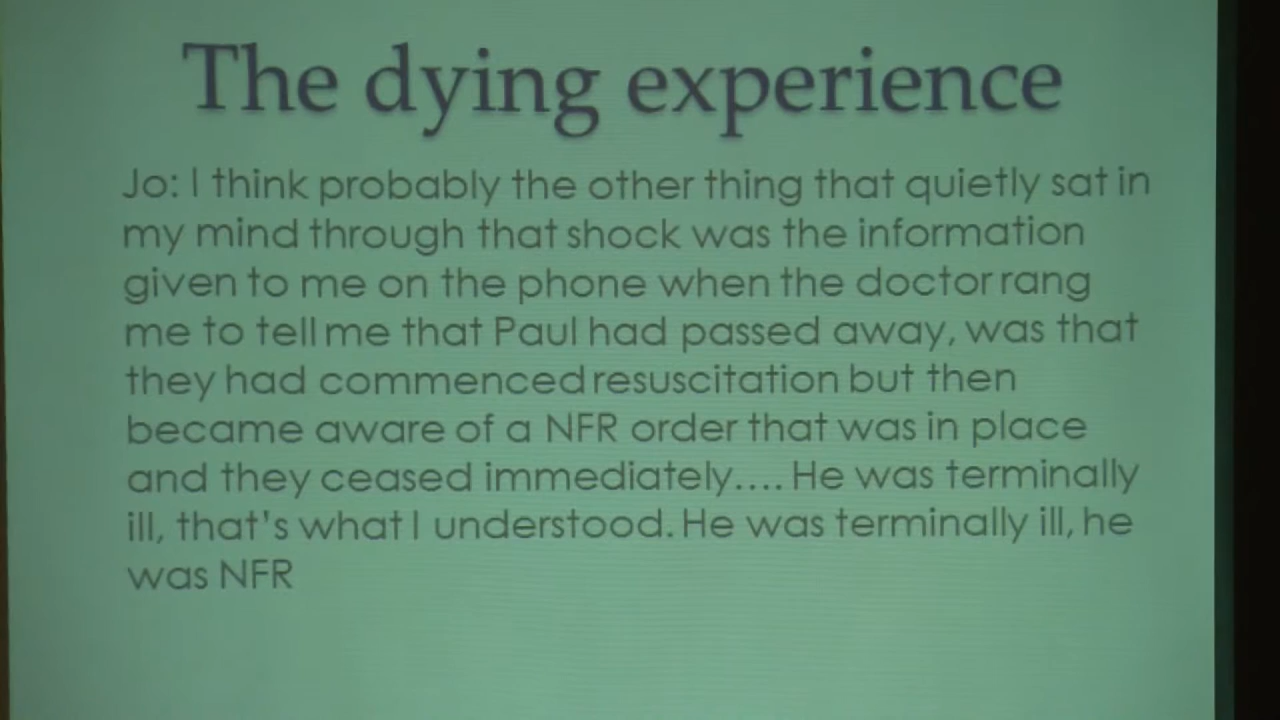 The dying experience
Jo: I think probably the other thing that quietly sat in
my mind through that shock was the information
given to me on the phone when the doctor rang
me to tell me that Paul had passed away, was that
they had commenced resuscitation but then
became aware of a NFR order that was in place
and they ceased immediately.... He was terminally
ill, that's what I understood. He was terminally ill, he
was NFR